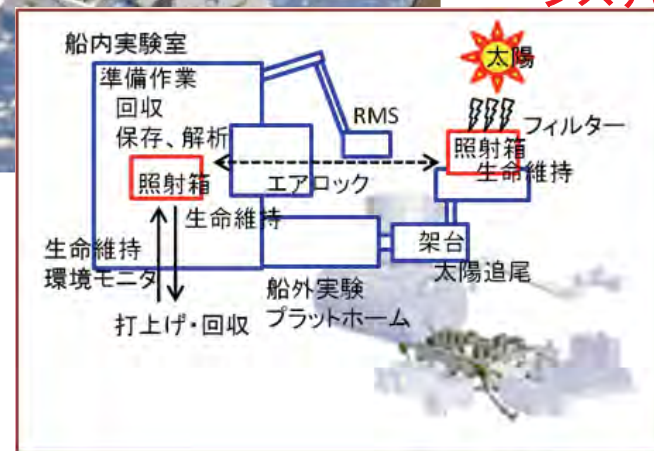 船内実験室
準備作業
回収
保存、解析
照射箱
生命維持
生命維持
環境モニタ
打上げ・回収
エアロック
RMS
太陽
フィルター
照射箱
生命維持
架台
太陽追尾
船外実験
プラットホーム